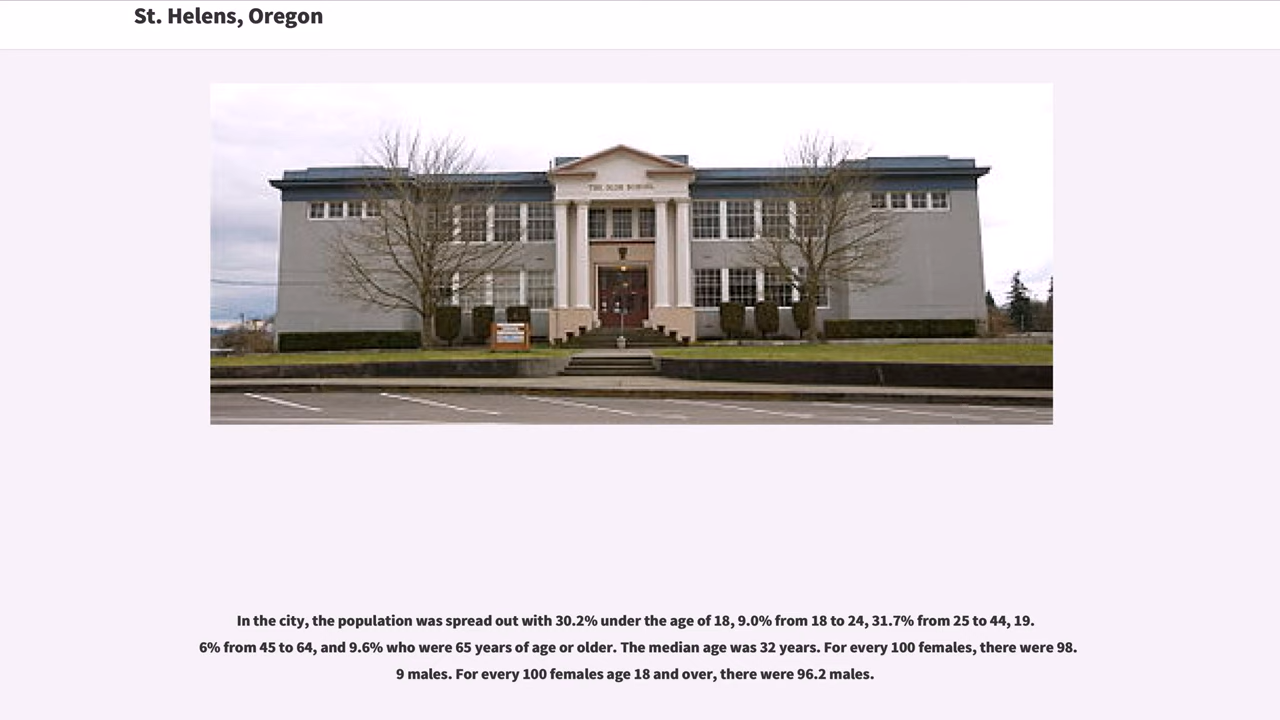 St. Helens, Oregon
THE OLDE SCHOOL
In the city, the population was spread out with 30.2% under the age of 18, 9.0% from 18 to 24, 31.7% from 25 to 44, 19.
6% from 45 to 64, and 9.6% who were 65 years of age or older. The median age was 32 years. For every 100 females, there were 98.
9 males. For every 100 females age 18 and over, there were 96.2 males.